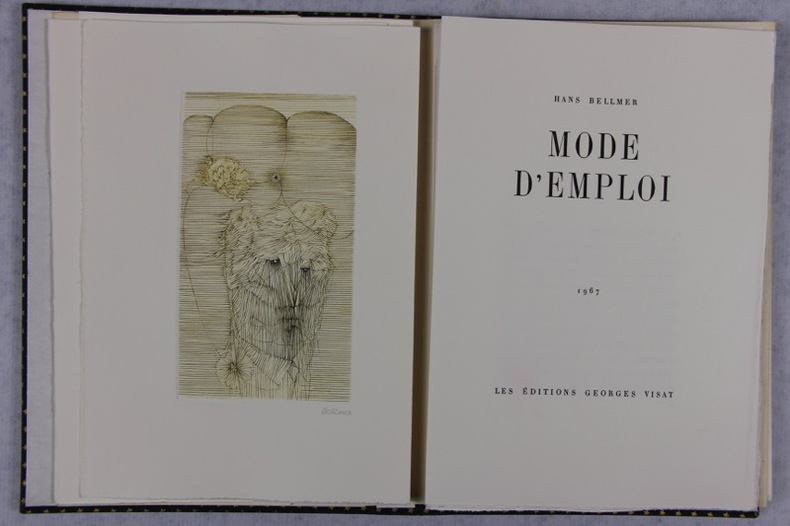 HANS BELLMER
MODE
D'EMPLOI
1967
LES ÉDITIONS GEORGES VISAT